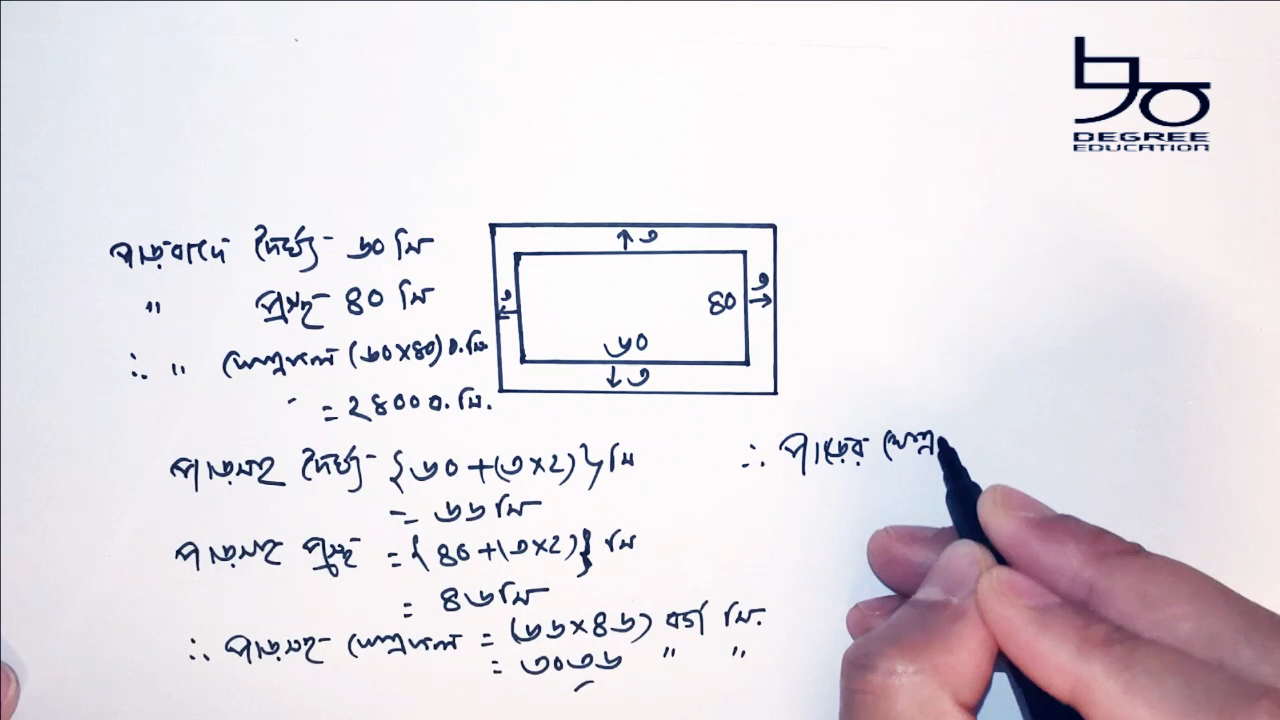 DEGREE
EDUCATION
পাড়বাদে দৈর্ঘ্য- ৬০ মি
" প্রস্থ- ৪০ মি
∴ " ক্ষেত্রফল (৬০×৪০) ব.মি.
= ২৪০০ ব.মি.
৩
৩
৩
৪০
৬০
৩
পাড়সহ দৈর্ঘ্য- {৬০+(৩×২)} মি
= ৬৬ মি
পাড়সহ প্রস্থ = {৪০+(৩×২)} মি
= ৪৬ মি
∴ পাড়সহ ক্ষেত্রফল = (৬৬×৪৬) বর্গ মি.
= ৩০৩৬ " "
∴ পাড়ের ক্ষেত্র